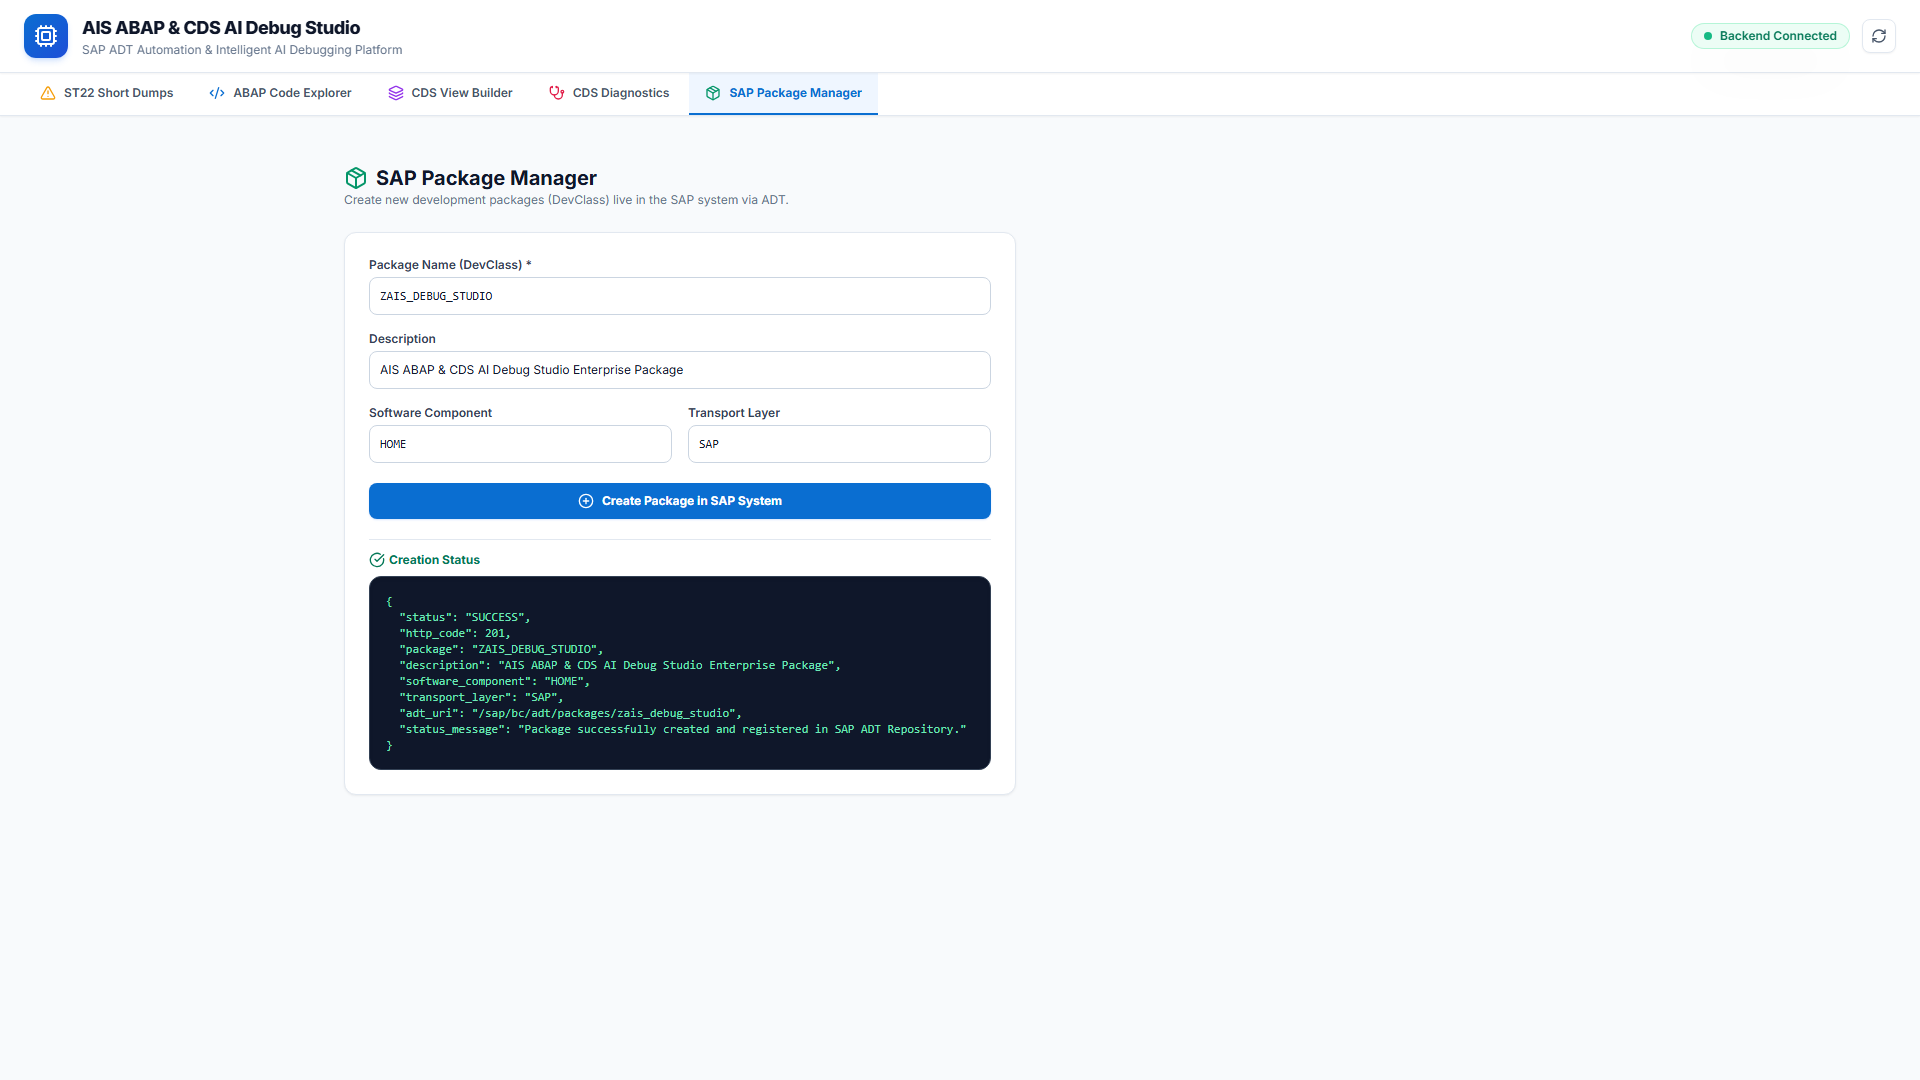 AIS ABAP & CDS AI Debug Studio
SAP ADT Automation & Intelligent AI Debugging Platform
Backend Connected
ST22 Short Dumps
ABAP Code Explorer
CDS View Builder
CDS Diagnostics
SAP Package Manager
SAP Package Manager
Create new development packages (DevClass) live in the SAP system via ADT.
Package Name (DevClass) *
ZAIS_DEBUG_STUDIO
Description
AIS ABAP & CDS AI Debug Studio Enterprise Package
Software Component
Transport Layer
HOME
SAP
Create Package in SAP System
Creation Status
{
  "status": "SUCCESS",
  "http_code": 201,
  "package": "ZAIS_DEBUG_STUDIO",
  "description": "AIS ABAP & CDS AI Debug Studio Enterprise Package",
  "software_component": "HOME",
  "transport_layer": "SAP",
  "adt_uri": "/sap/bc/adt/packages/zais_debug_studio",
  "status_message": "Package successfully created and registered in SAP ADT Repository."
}